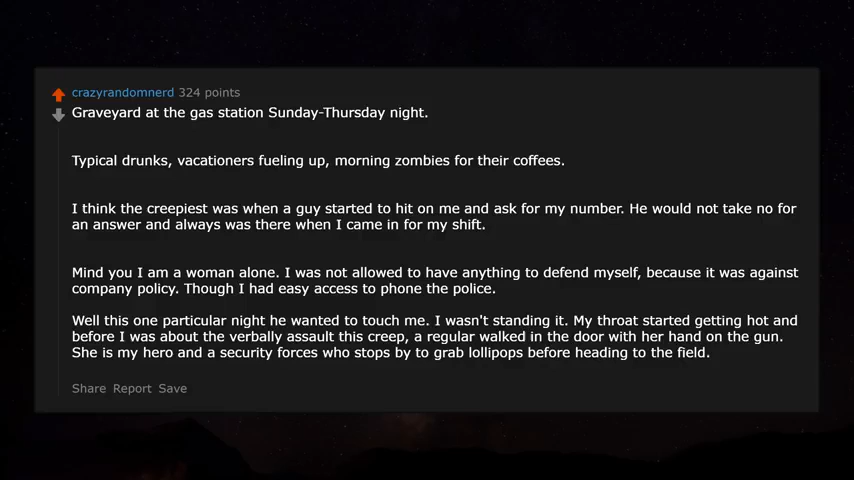 crazyrandomnerd 324 points
Graveyard at the gas station Sunday-Thursday night.
Typical drunks, vacationers fueling up, morning zombies for their coffees.
I think the creepiest was when a guy started to hit on me and ask for my number. He would not take no for
an answer and always was there when I came in for my shift.
Mind you I am a woman alone. I was not allowed to have anything to defend myself, because it was against
company policy. Though I had easy access to phone the police.
Well this one particular night he wanted to touch me. I wasn't standing it. My throat started getting hot and
before I was about the verbally assault this creep, a regular walked in the door with her hand on the gun.
She is my hero and a security forces who stops by to grab lollipops before heading to the field.
Share Report Save